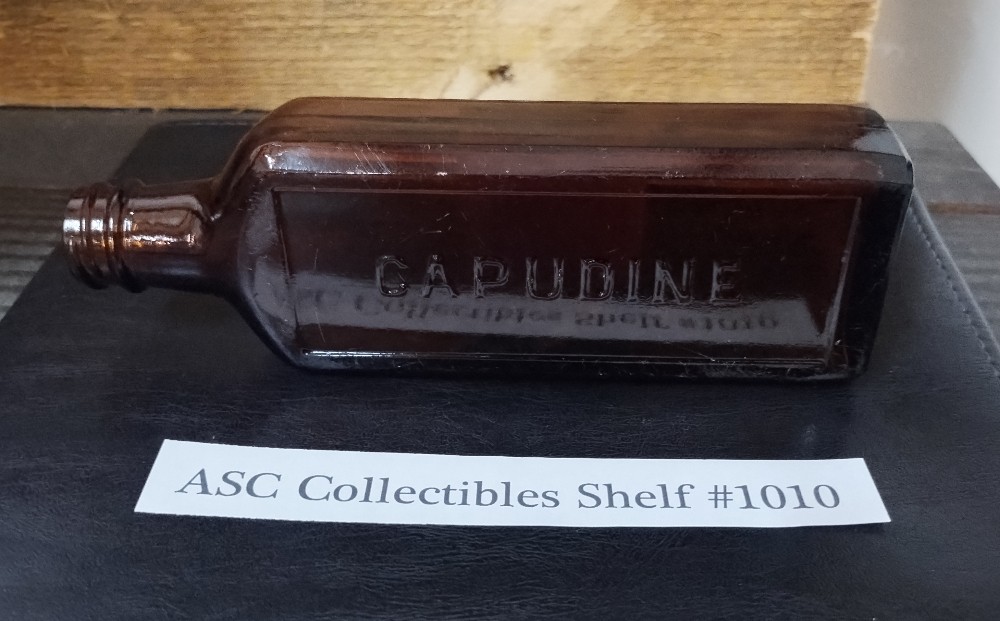 CAPUDINE
ASC Collectibles Shelf #1010